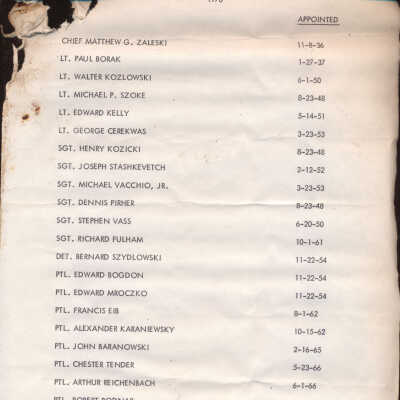 APPOINTED
CHIEF MATTHEW G. ZALESKI 11-8-36
LT. PAUL BORAK 1-27-37
LT. WALTER KOZLOWSKI 6-1-50
LT. MICHAEL P. SZOKE 8-23-48
LT. EDWARD KELLY 5-14-51
LT. GEORGE CEREKWAS 3-23-53
SGT. HENRY KOZICKI 8-23-48
SGT. JOSEPH STASHKEVETCH 2-12-52
SGT. MICHAEL VACCHIO, JR. 3-23-53
SGT. DENNIS PIRHER 8-23-48
SGT. STEPHEN VASS 6-20-50
SGT. RICHARD FULHAM 10-1-61
DET. BERNARD SZYDLOWSKI 11-22-54
PTL. EDWARD BOGDON 11-22-54
PTL. EDWARD MROCZKO 11-22-54
PTL. FRANCIS EIB 8-1-62
PTL. ALEXANDER KARANIEWSKY 10-15-62
PTL. JOHN BARANOWSKI 2-16-65
PTL. CHESTER TENDER 5-23-66
PTL. ARTHUR REICHENBACH 6-1-66
PTL. ROBERT